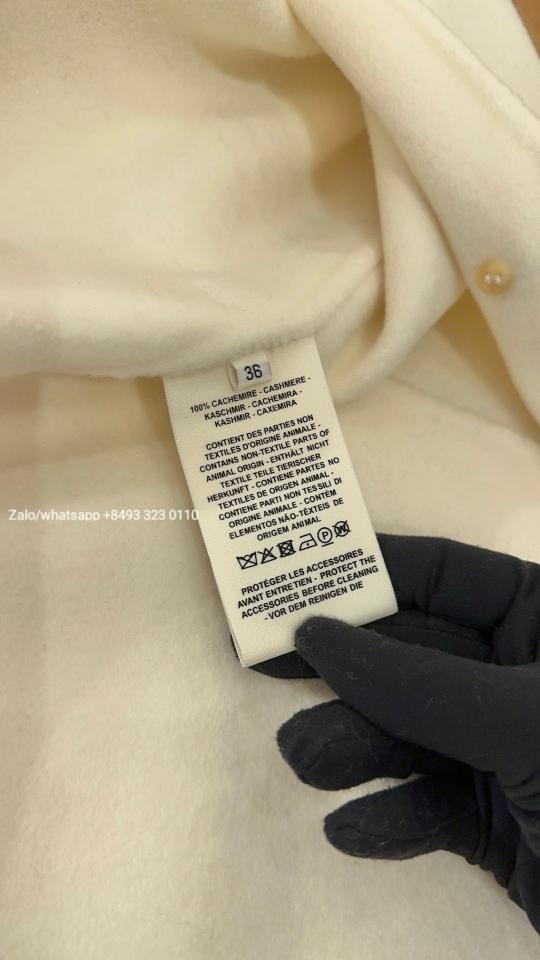 36
100% CACHEMIRE - CASHMERE -
KASCHMIR - CACHEMIRA -
KASHMIR - CAXEMIRA
CONTIENT DES PARTIES NON
TEXTILES D'ORIGINE ANIMALE -
CONTAINS NON-TEXTILE PARTS OF
ANIMAL ORIGIN - ENTHÄLT NICHT
TEXTILE TEILE TIERISCHER
HERKUNFT - CONTIENE PARTES NO
TEXTILES DE ORIGEN ANIMAL -
CONTIENE PARTI NON TESSILI DI
ORIGINE ANIMALE - CONTÉM
ELEMENTOS NÃO-TÊXTEIS DE
ORIGEM ANIMAL
P
PROTÉGER LES ACCESSOIRES
AVANT ENTRETIEN - PROTECT THE
ACCESSORIES BEFORE CLEANING
- VOR DEM REINIGEN DIE
Zalo/whatsapp +8493 323 0110